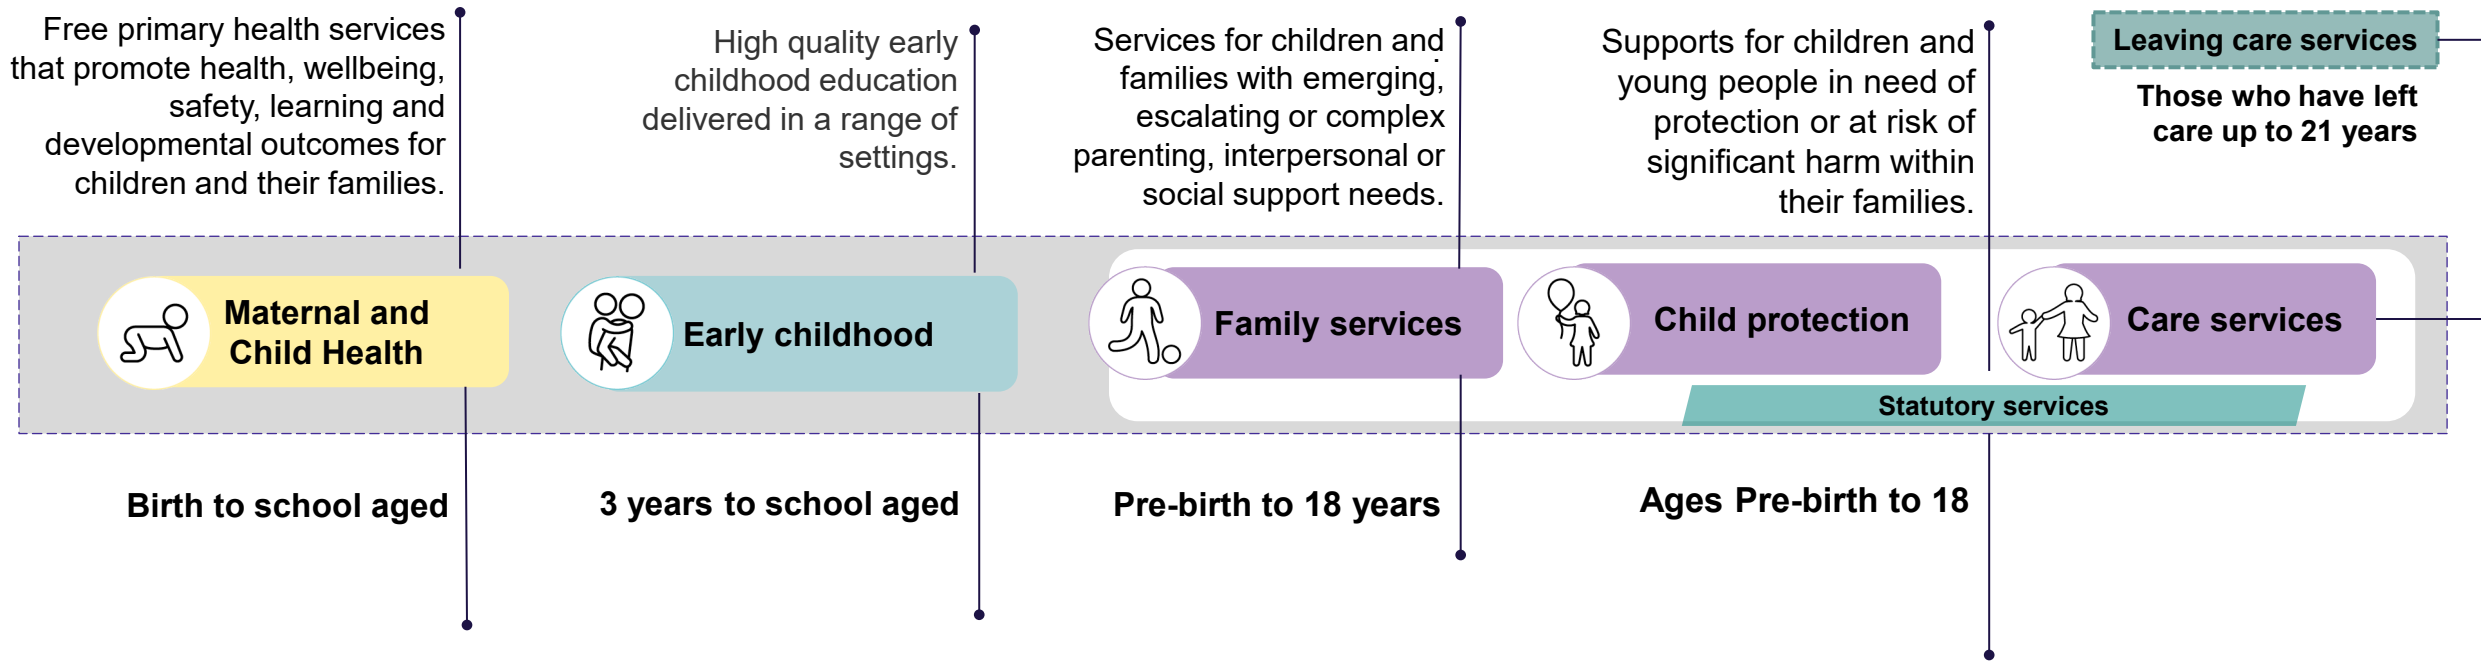 Free primary health services
that promote health, wellbeing,
safety, learning and
developmental outcomes for
children and their families.
High quality early
childhood education
delivered in a range of
settings.
Services for children and
families with emerging,
escalating or complex
parenting, interpersonal or
social support needs.
Supports for children and
young people in need of
protection or at risk of
significant harm within
their families.
Leaving care services
Those who have left
care up to 21 years
Maternal and
Child Health
Early childhood
Family services
Child protection
Care services
Statutory services
Birth to school aged
3 years to school aged
Pre-birth to 18 years
Ages Pre-birth to 18